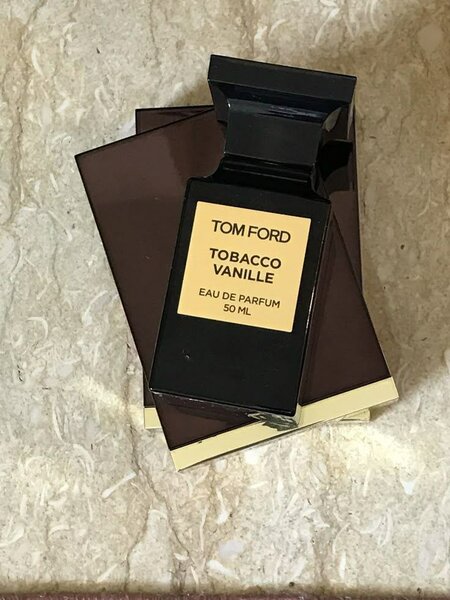 TOM FORD
TOBACCO
VANILLE
EAU DE PARFUM
50 ML